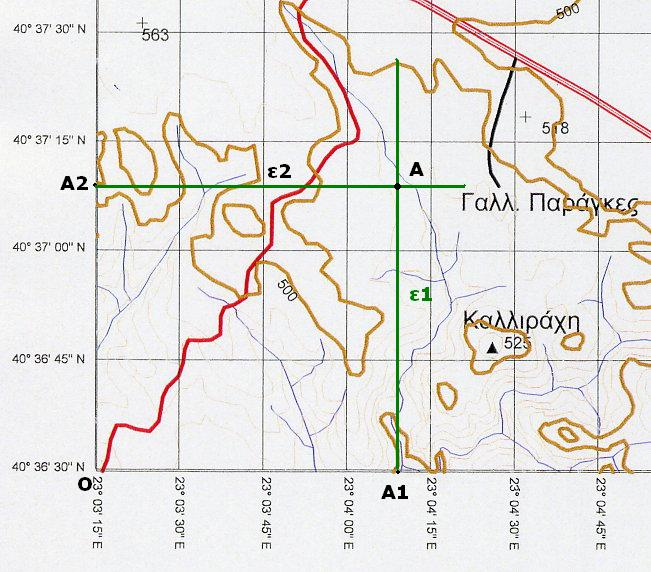 500
40° 37' 30" N
563
40° 37' 15" N
518
A2
ε2
A
Γαλλ. Παράγκες
40° 37' 00" N
500
ε1
Καλλιράχη
525
40° 36' 45" N
40° 36' 30" N
O
A1
23° 03' 15" E
23° 03' 30" E
23° 03' 45" E
23° 04' 00" E
23° 04' 15" E
23° 04' 30" E
23° 04' 45" E